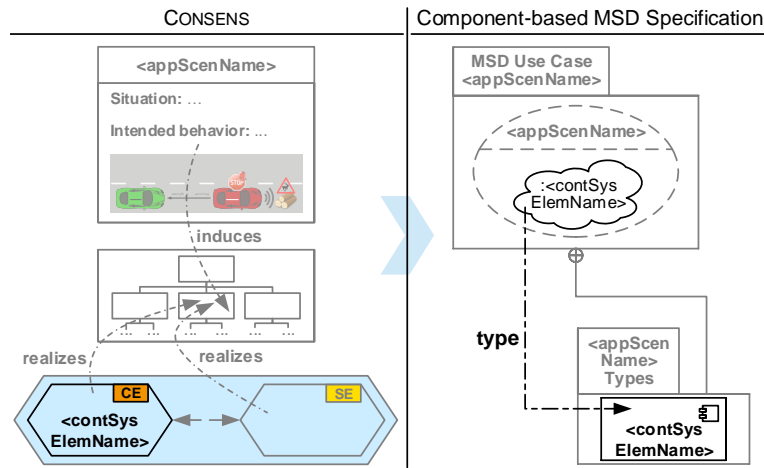 CONSENS
Component-based MSD Specification
<appScenName>
Situation: ...
Intended behavior: ...
STOP
induces
... ... ... ... ... ...
realizes
realizes
CE
<contSys
ElemName>
SE
MSD Use Case
<appScenName>
<appScenName>
:<contSys
ElemName>
type
<appScen
Name>
Types
<contSys
ElemName>